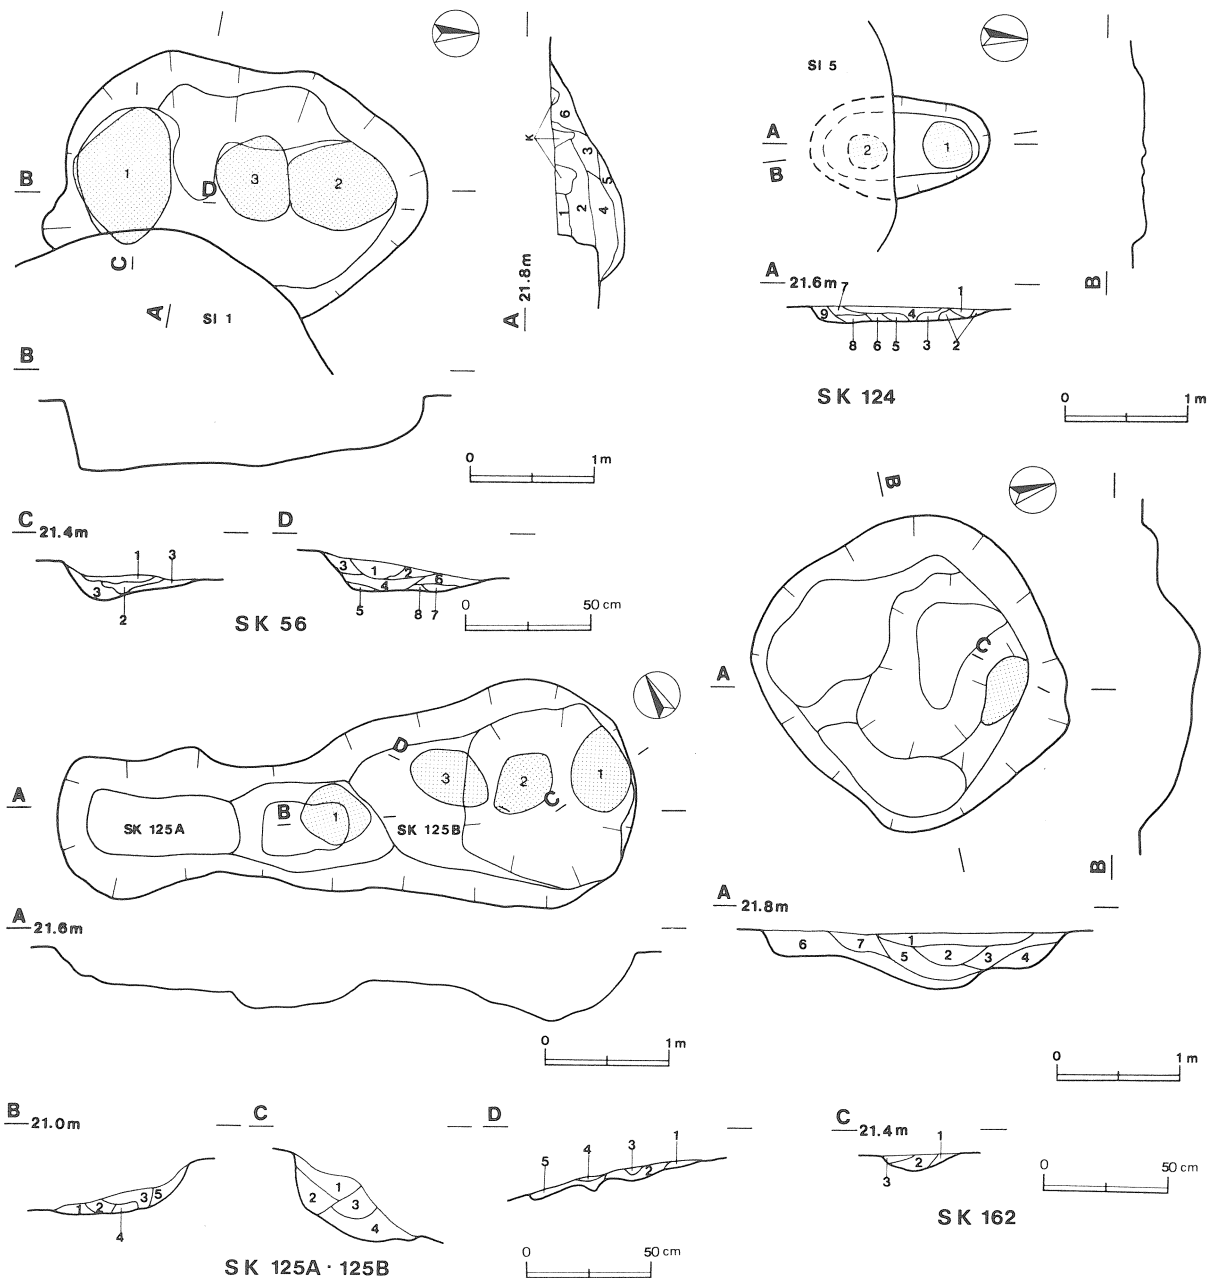 B
1
3
2
D
C
A
SI 1
B
K
6
3
5
1
2
4
A 21.8m
0 1m
C 21.4m
1 3
3
2
D
3 1 2 6
4
5 8 7
0 50cm
SK 56
SI 5
A
B
2
1
B
A 21.6m
7 1
9 4
8 6 5 3 2
SK 124
0 1m
B
A
C
B
A 21.8m
6 7 1
5 2 3 4
0 1m
C 21.4m
1
2
3
0 50cm
SK 162
A
SK 125A
B
1
D
3
2
C
1
SK 125B
A 21.6m
0 1m
B 21.0m
1 2 3 5
4
C
1
2 3
4
D
5 4 3 1
2
0 50cm
SK 125A · 125B